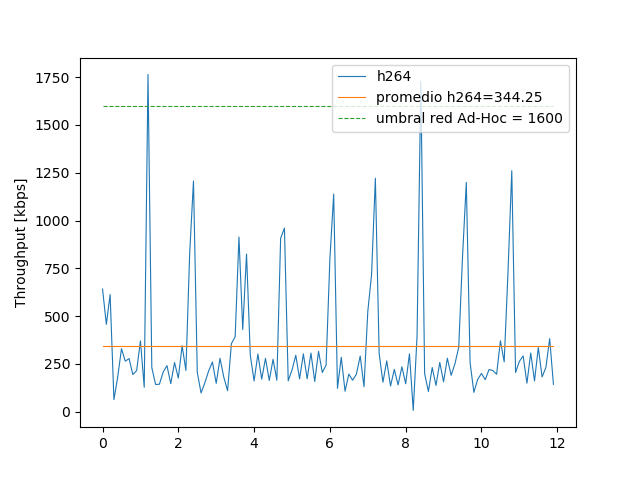 h264
promedio h264=344.25
umbral red Ad-Hoc = 1600
Throughput [kbps]
1750
1500
1250
1000
750
500
250
0
0 2 4 6 8 10 12